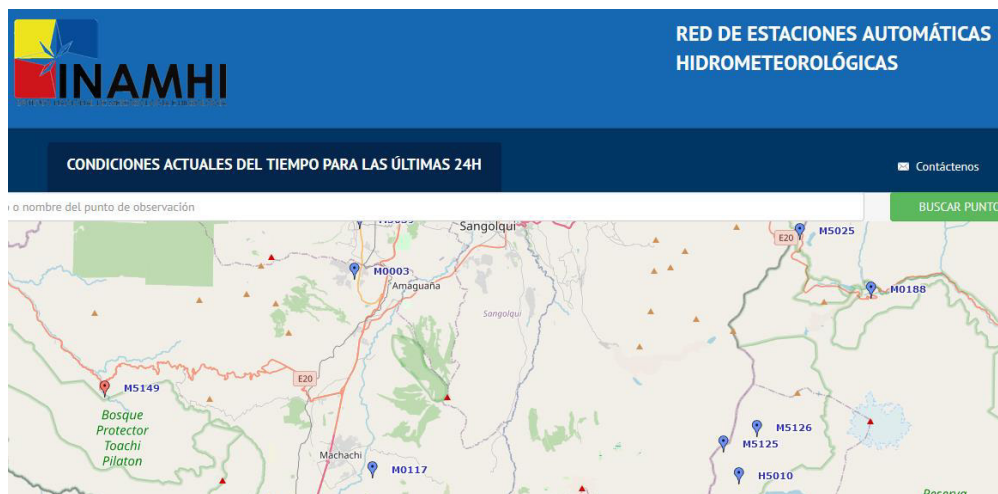 INAMHI
RED DE ESTACIONES AUTOMÁTICAS
HIDROMETEOROLÓGICAS
CONDICIONES ACTUALES DEL TIEMPO PARA LAS ÚLTIMAS 24H
Contáctenos
o nombre del punto de observación
BUSCAR PUNTO
Sangolquí
E20
M5025
M0003
Amaguaña
M0188
Sangolquí
E20
M5149
Bosque
Protector
Toachi
Pilaton
M5126
M5125
Machachi
M0117
H5010
Reserva